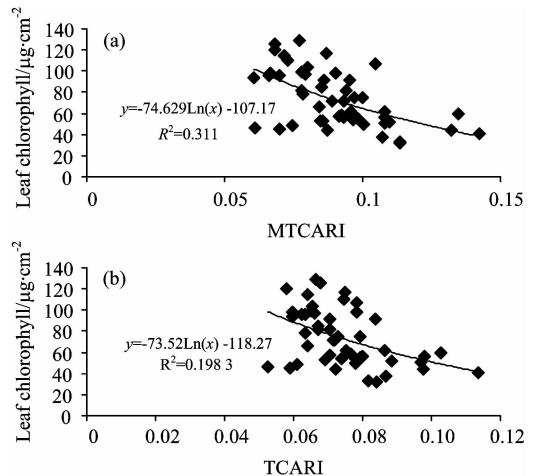 (a)
Leaf chlorophyll/μg·cm-2
140
120
100
80
60
40
20
0
y=-74.629Ln(x) -107.17
R2=0.311
0 0.05 0.1 0.15
MTCARI
(b)
Leaf chlorophyll/μg·cm-2
140
120
100
80
60
40
20
0
y=-73.52Ln(x) -118.27
R2=0.198 3
0 0.02 0.04 0.06 0.08 0.10 0.12
TCARI